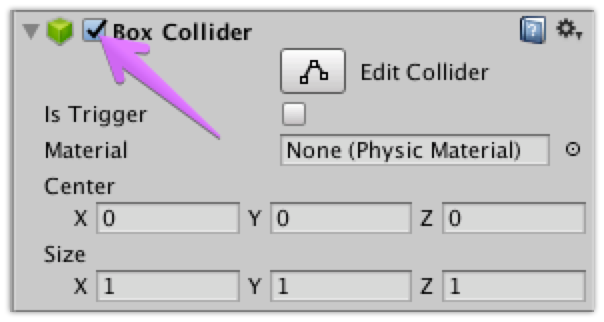 Box Collider
Edit Collider
Is Trigger
Material None (Physic Material)
Center
X 0 Y 0 Z 0
Size
X 1 Y 1 Z 1